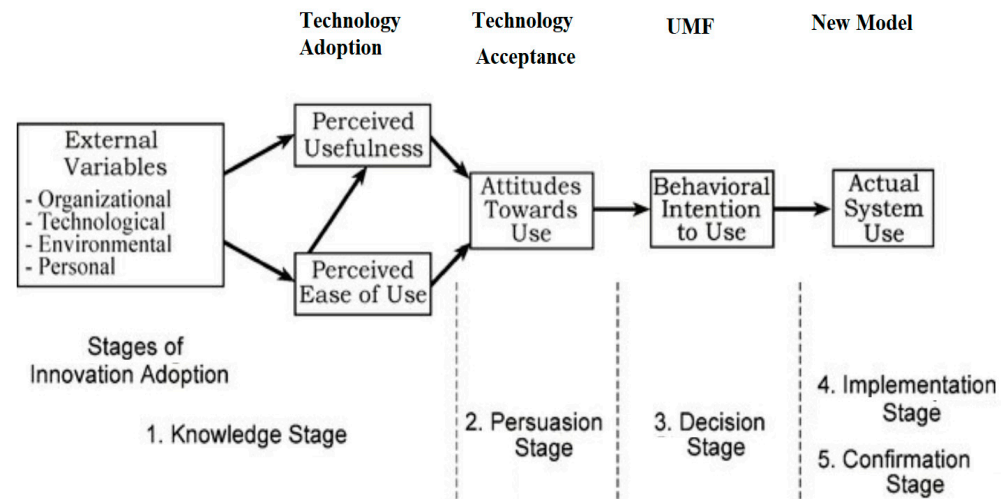 Technology
Adoption
Technology
Acceptance
UMF
New Model
External
Variables
- Organizational
- Technological
- Environmental
- Personal
Perceived
Usefulness
Perceived
Ease of Use
Attitudes
Towards
Use
Behavioral
Intention
to Use
Actual
System
Use
Stages of
Innovation Adoption
1. Knowledge Stage
2. Persuasion
Stage
3. Decision
Stage
4. Implementation
Stage
5. Confirmation
Stage